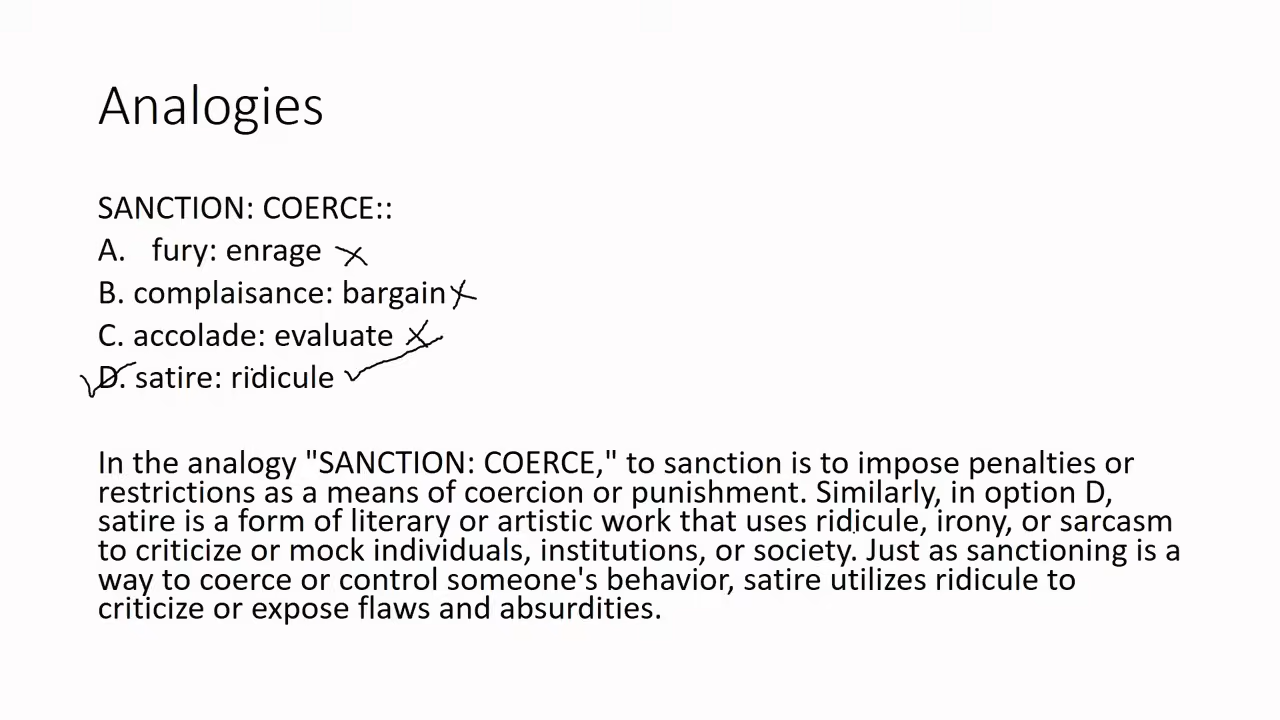 Analogies
SANCTION: COERCE::
A. fury: enrage
B. complaisance: bargain
C. accolade: evaluate
D. satire: ridicule
In the analogy "SANCTION: COERCE," to sanction is to impose penalties or
restrictions as a means of coercion or punishment. Similarly, in option D,
satire is a form of literary or artistic work that uses ridicule, irony, or sarcasm
to criticize or mock individuals, institutions, or society. Just as sanctioning is a
way to coerce or control someone's behavior, satire utilizes ridicule to
criticize or expose flaws and absurdities.